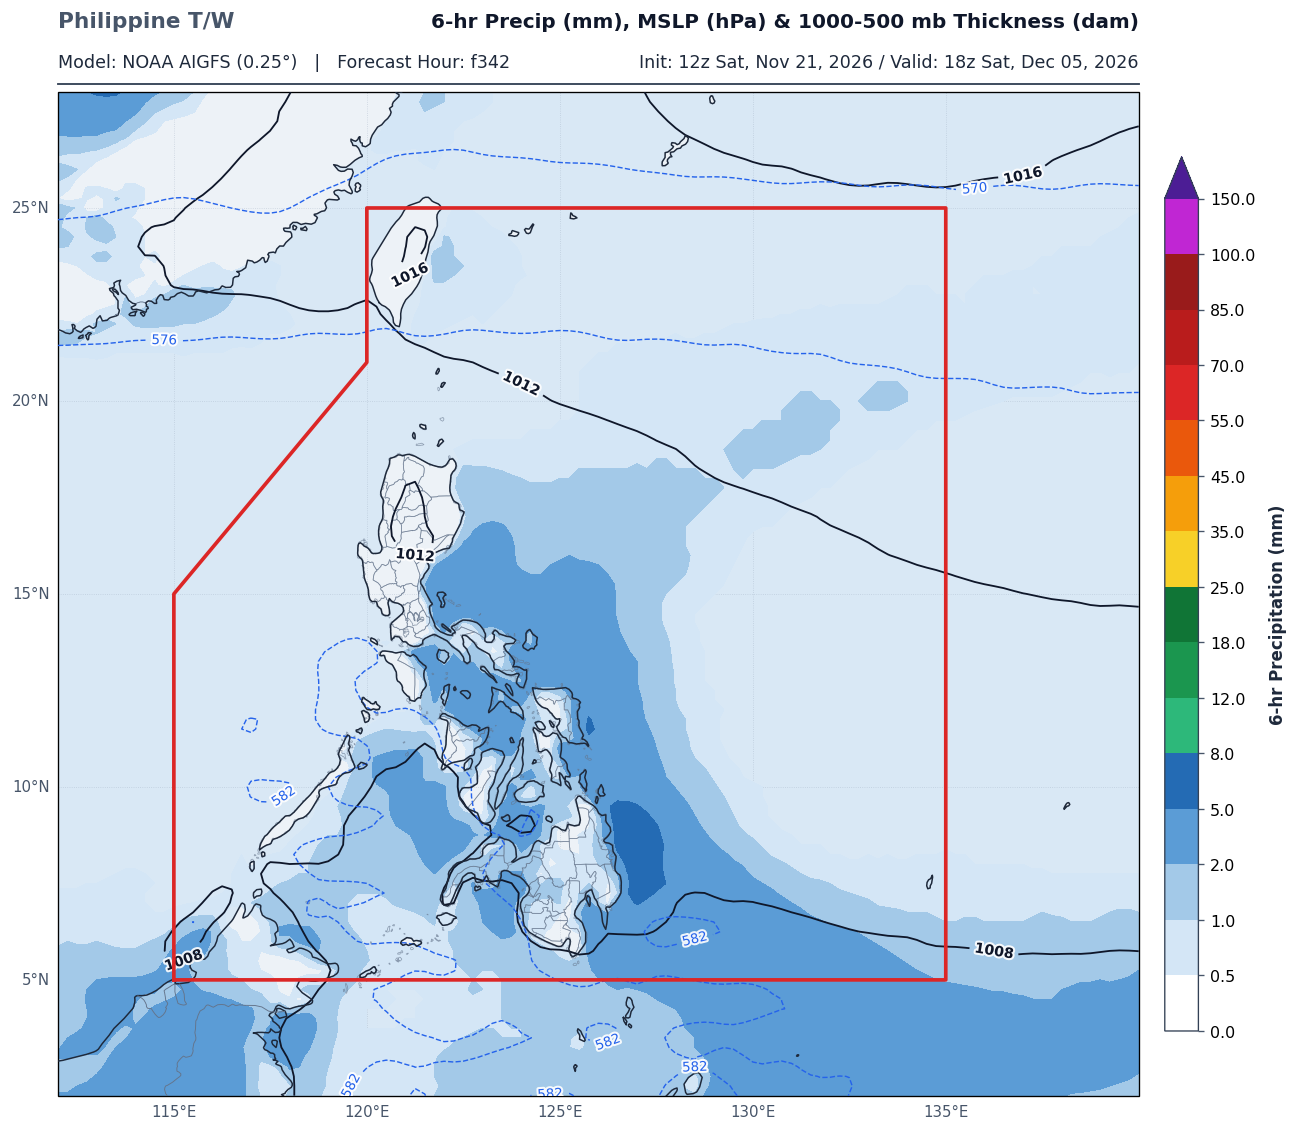 Philippine T/W
6-hr Precip (mm), MSLP (hPa) & 1000-500 mb Thickness (dam)
Model: NOAA AIGFS (0.25°) | Forecast Hour: f342
Init: 12z Sat, Nov 21, 2026 / Valid: 18z Sat, Dec 05, 2026
1016
570
25°N
1016
576
1012
20°N
1012
15°N
10°N
582
582
1008
1008
5°N
582
582
582
582
115°E
120°E
125°E
130°E
135°E
150.0
100.0
85.0
70.0
55.0
45.0
35.0
25.0
18.0
12.0
8.0
5.0
2.0
1.0
0.5
0.0
6-hr Precipitation (mm)